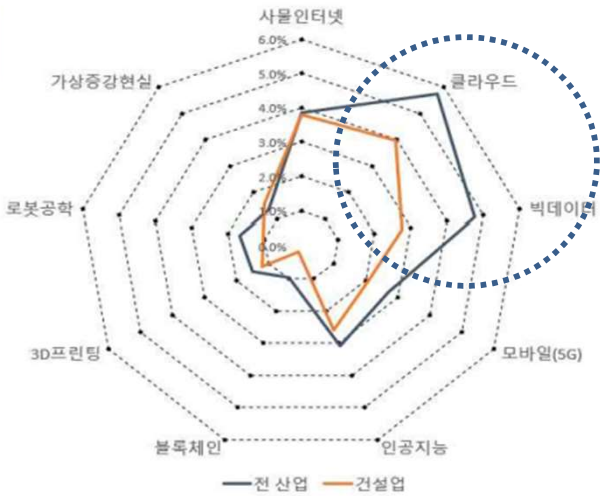 사물인터넷
6.0%
5.0%
4.0%
3.0%
2.0%
1.0%
0.0%
가상증강현실
클라우드
로봇공학
빅데이터
3D프린팅
모바일(5G)
블록체인
인공지능
전 산업
건설업